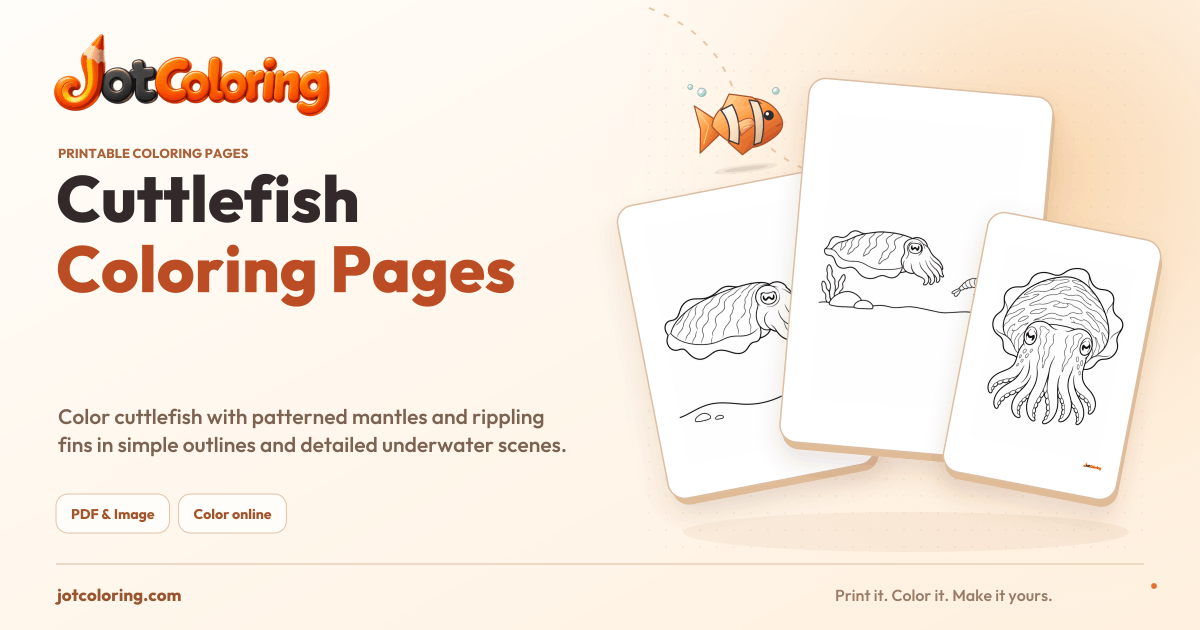 JotColoring
PRINTABLE COLORING PAGES
Cuttlefish
Coloring Pages
Color cuttlefish with patterned mantles and rippling
fins in simple outlines and detailed underwater scenes.
PDF & Image
Color online
jotcoloring.com
Print it. Color it. Make it yours.